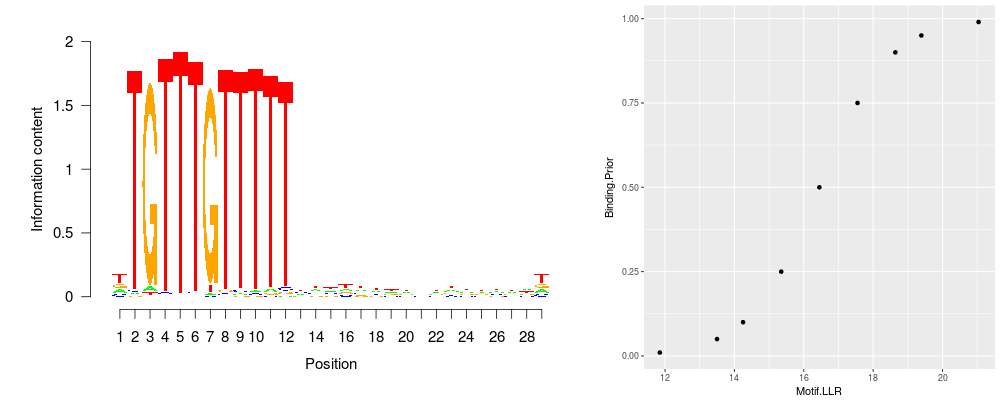 2
1.5
1
0.5
0
Information content
T T G T T T G T T T T T T
1 2 3 4 5 6 7 8 9 10 12 14 16 18 20 22 24 26 28
Position
1.00
0.75
0.50
0.25
0.00
Binding.Prior
12 14 16 18 20
Motif.LLR